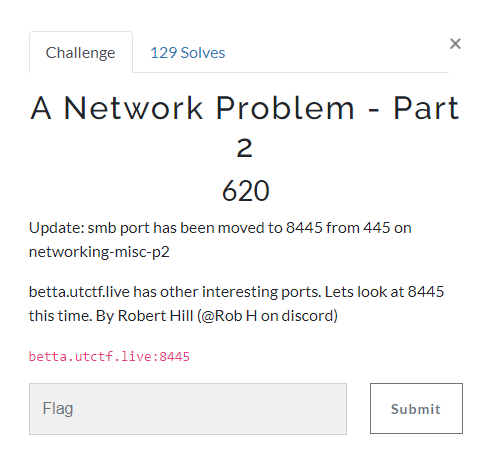 Challenge 129 Solves ×
A Network Problem - Part
2
620
Update: smb port has been moved to 8445 from 445 on
networking-misc-p2
betta.utctf.live has other interesting ports. Lets look at 8445
this time. By Robert Hill (@Rob H on discord)
betta.utctf.live:8445
Flag Submit